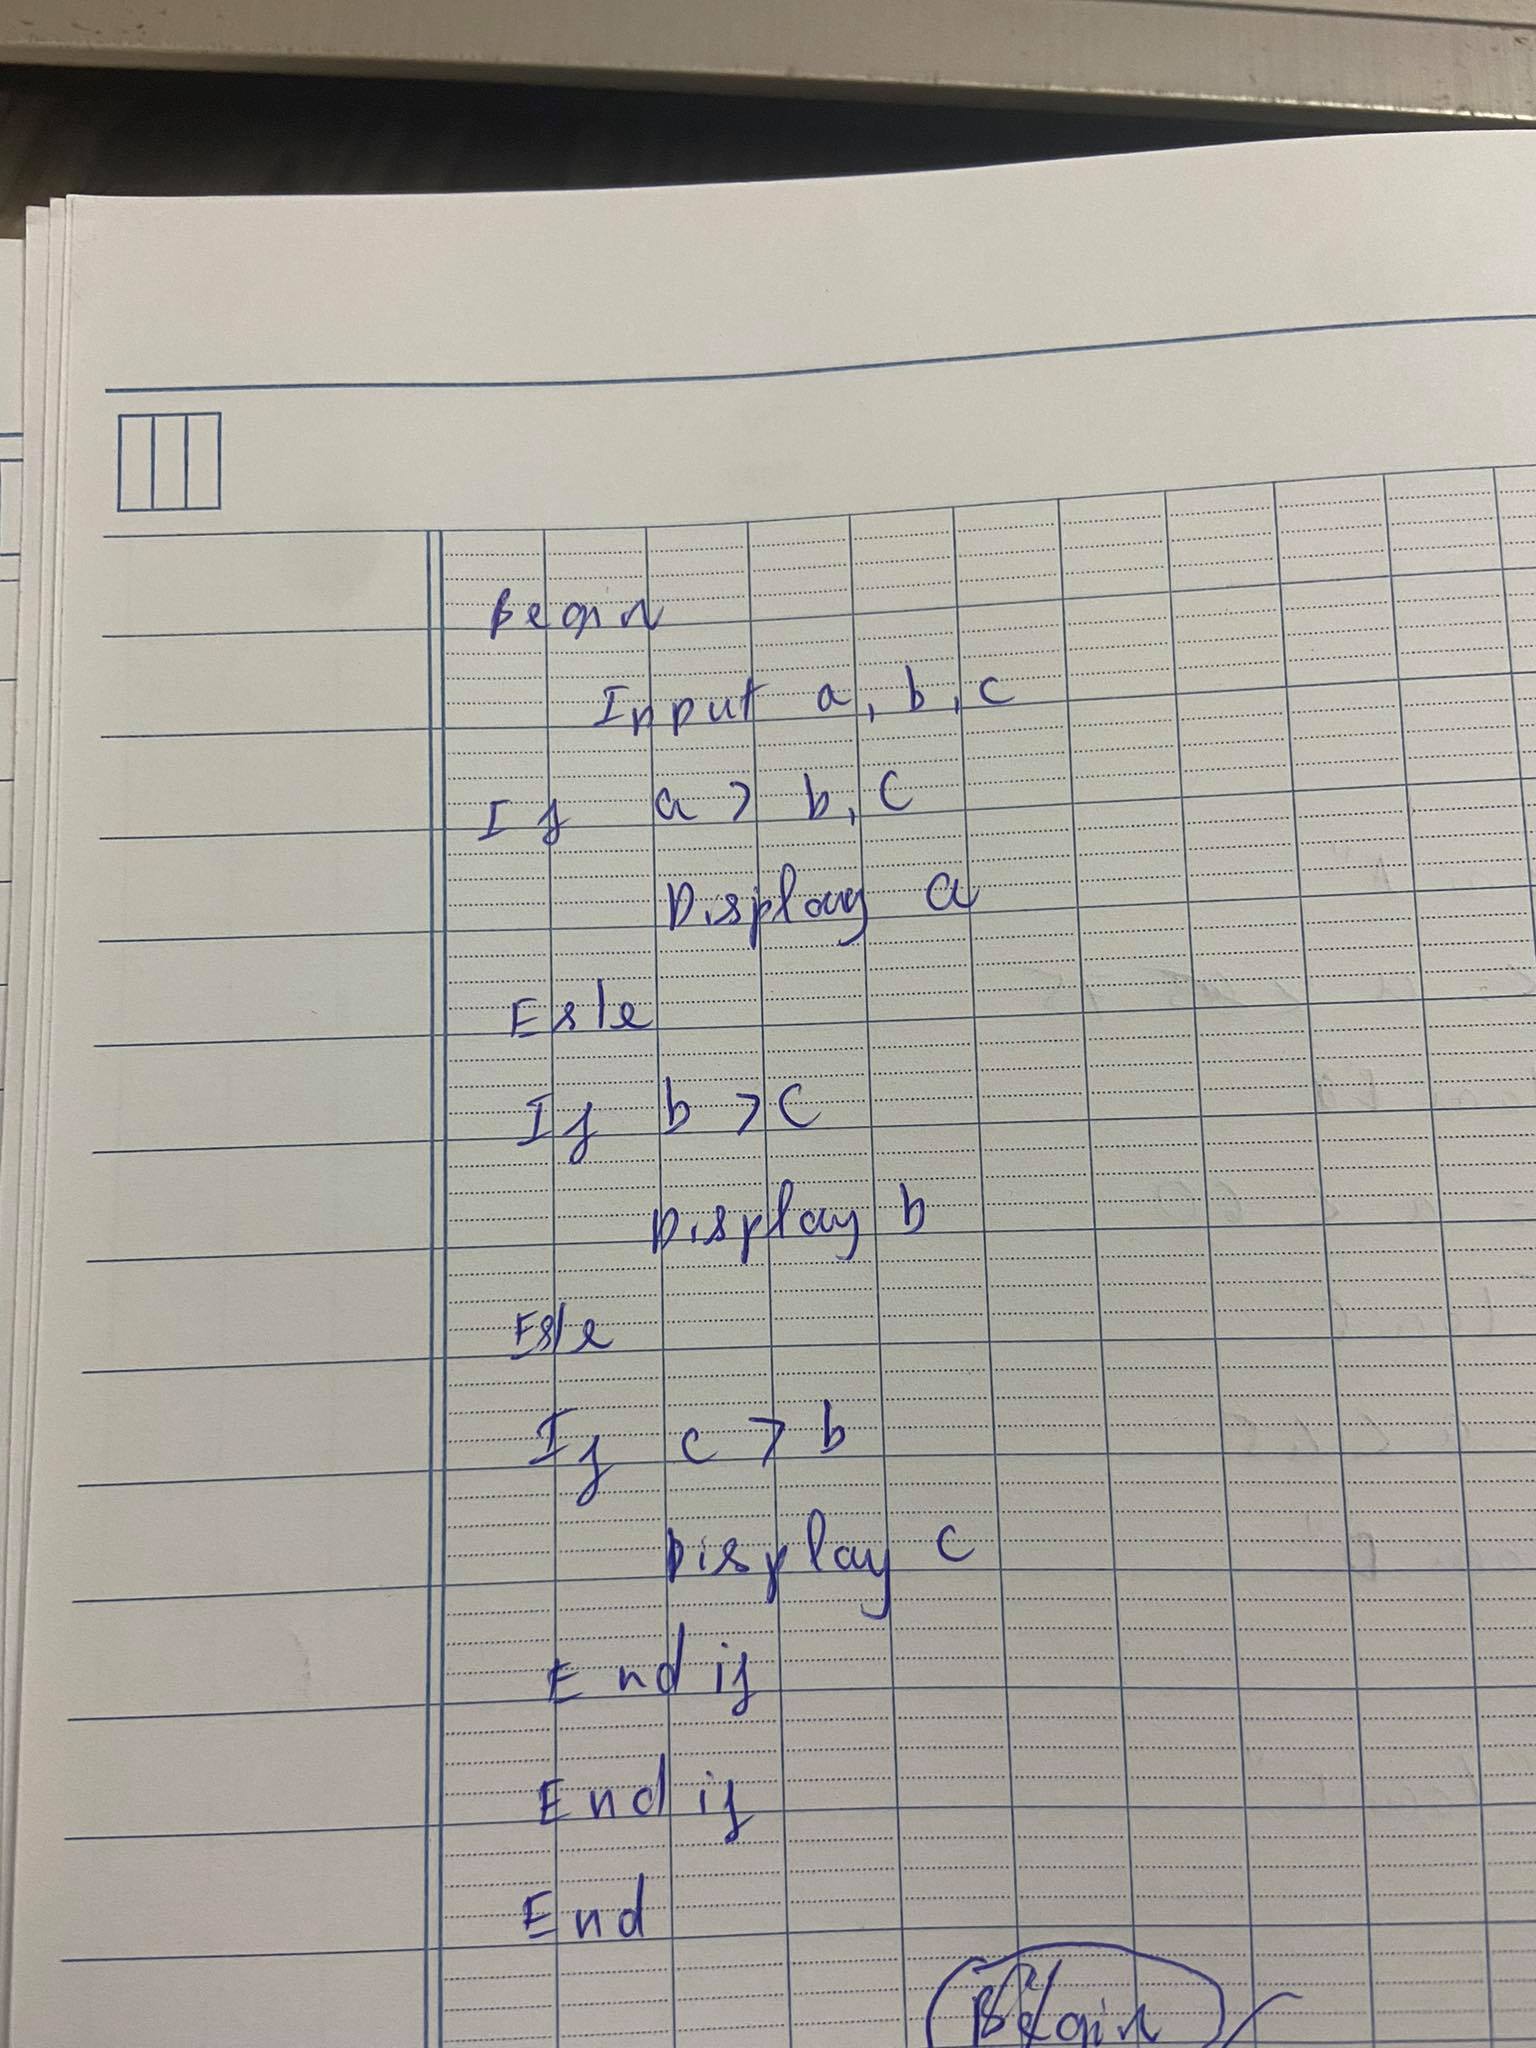 Begin
Input a, b, c
If a > b, c
Display a
Esle
If b > c
Display b
Esle
If c > b
Display c
End if
End if
End
Begin